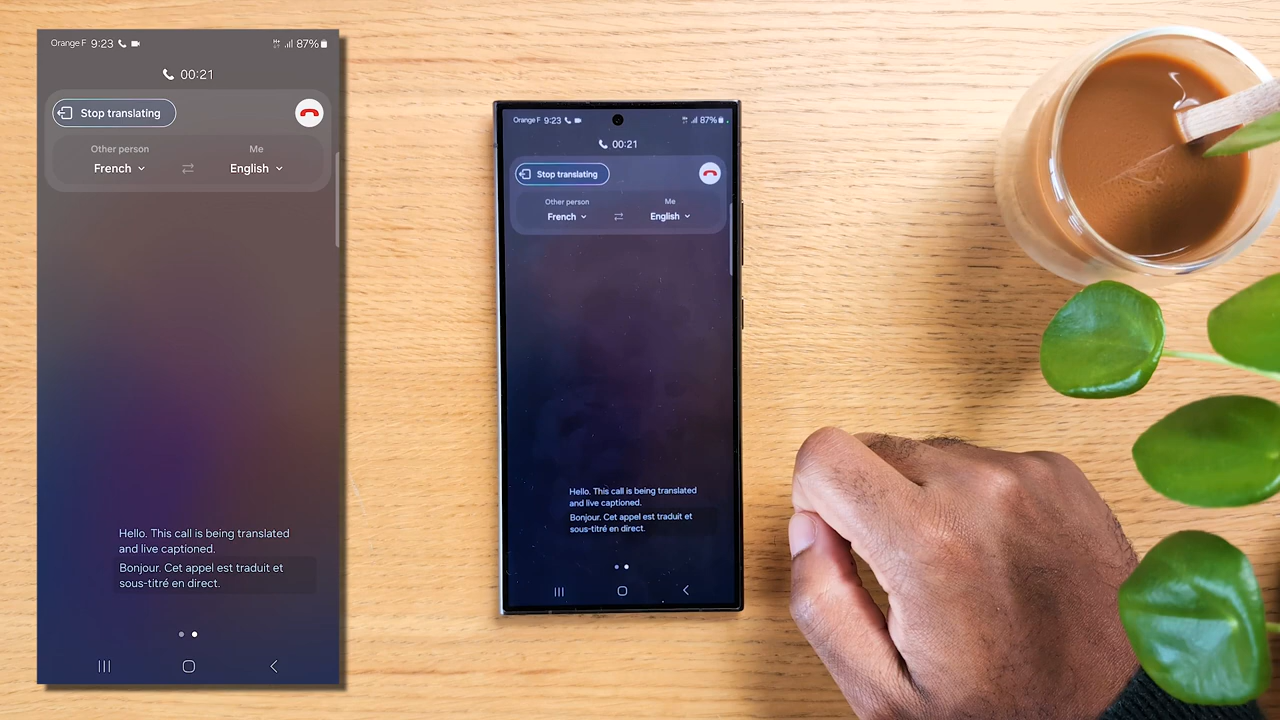 Orange F 9:23 87%
00:21
Stop translating
Other person Me
French English
Hello. This call is being translated
and live captioned.
Bonjour. Cet appel est traduit et
sous-titré en direct.
Orange F 9:23 87%
00:21
Stop translating
Other person Me
French English
Hello. This call is being translated
and live captioned.
Bonjour. Cet appel est traduit et
sous-titré en direct.